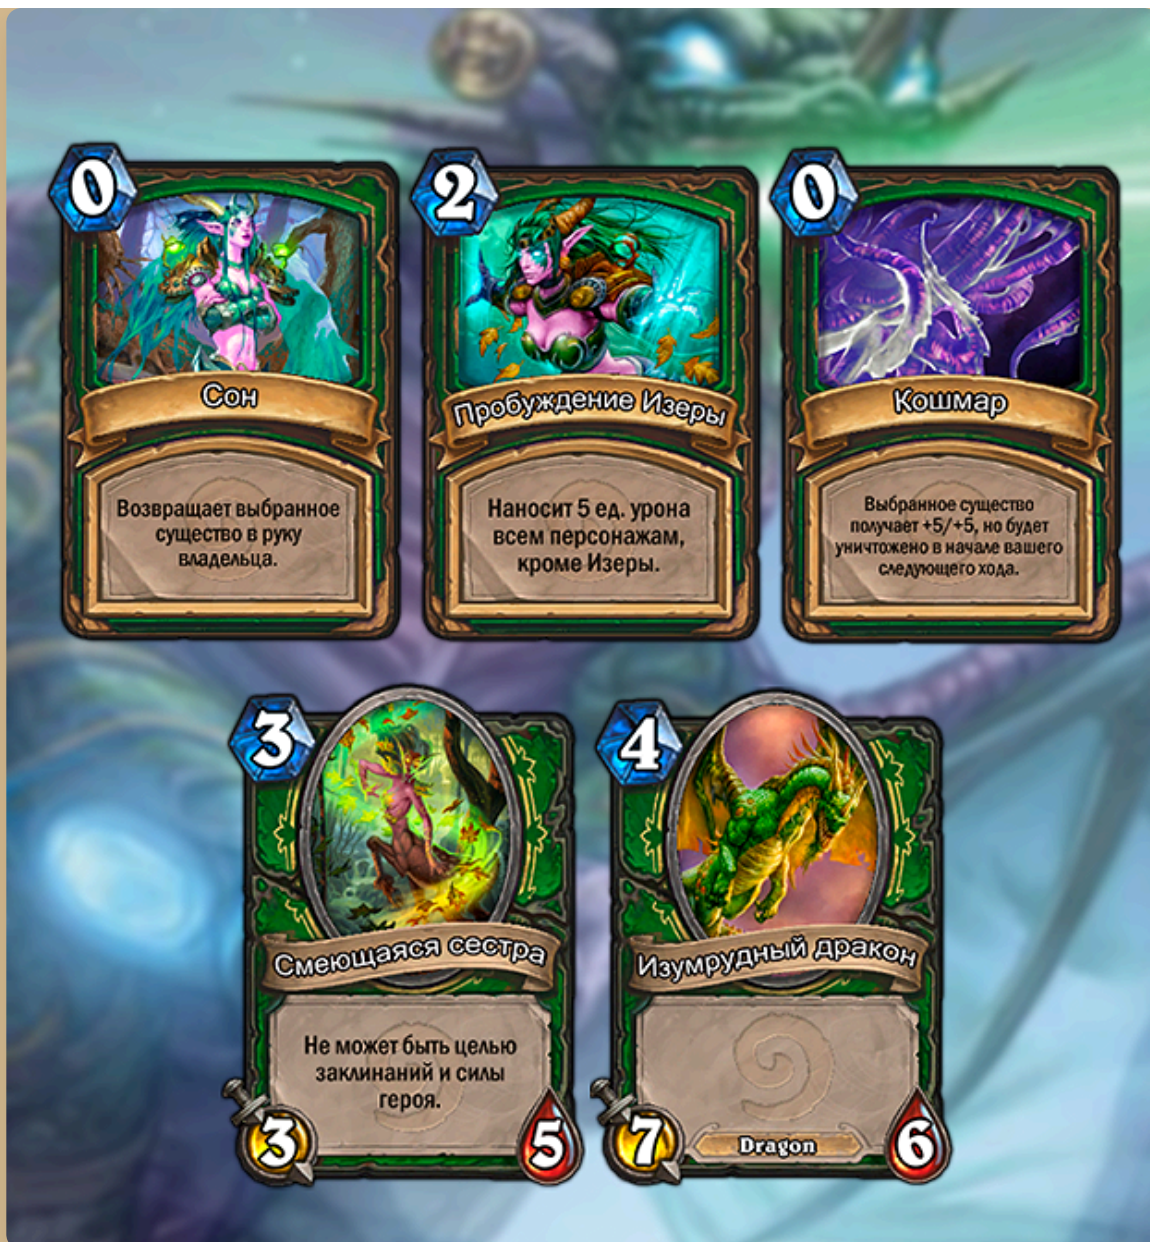 0
2
0
Сон
Пробуждение Изеры
Кошмар
Возвращает выбранное
существо в руку
владельца.
Наносит 5 ед. урона
всем персонажам,
кроме Изеры.
Выбранное существо
получает +5/+5, но будет
уничтожено в начале вашего
следующего хода.
3
4
Смеющаяся сестра
Изумрудный дракон
Не может быть целью
заклинаний и силы
героя.
3
5
7
Dragon
6